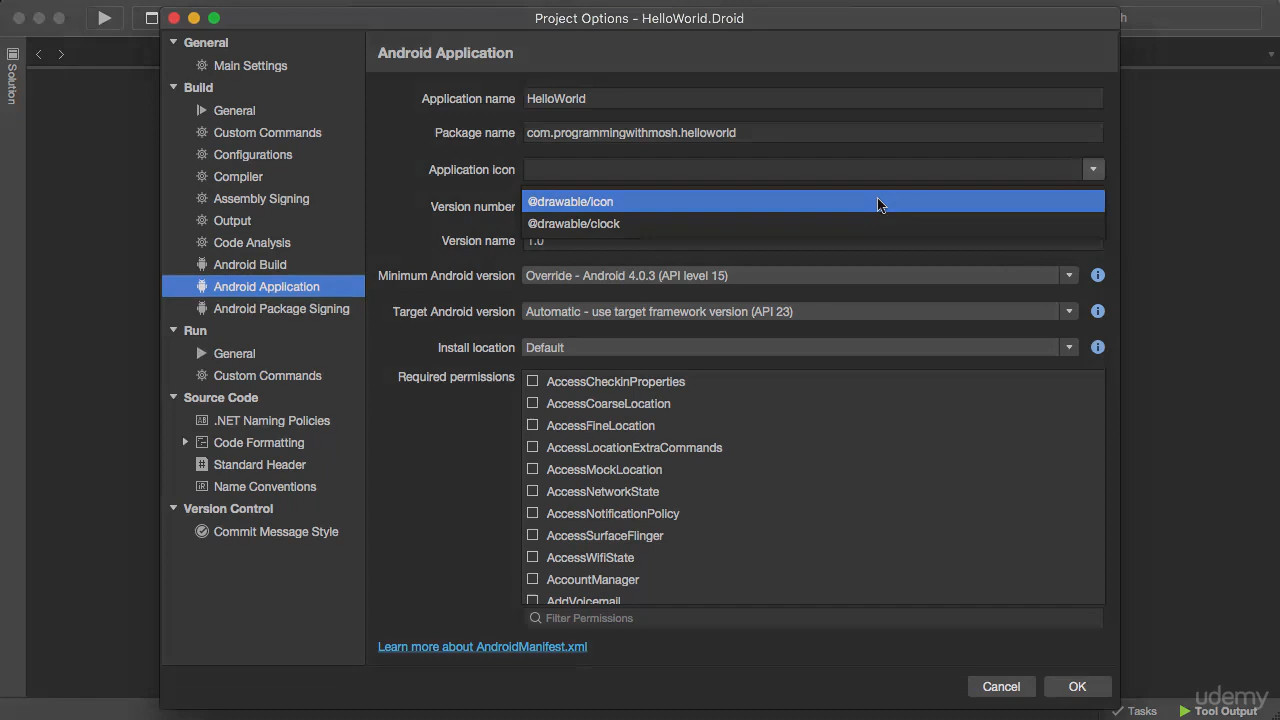 Project Options - HelloWorld.Droid
h
Solution
General
Main Settings
Build
General
Custom Commands
Configurations
Compiler
Assembly Signing
Output
Code Analysis
Android Build
Android Application
Android Package Signing
Run
General
Custom Commands
Source Code
.NET Naming Policies
Code Formatting
Standard Header
Name Conventions
Version Control
Commit Message Style
Android Application
Application name HelloWorld
Package name com.programmingwithmosh.helloworld
Application icon
@drawable/icon
Version number
@drawable/clock
Version name 1.0
Minimum Android version Override - Android 4.0.3 (API level 15)
Target Android version Automatic - use target framework version (API 23)
Install location Default
Required permissions
AccessCheckinProperties
AccessCoarseLocation
AccessFineLocation
AccessLocationExtraCommands
AccessMockLocation
AccessNetworkState
AccessNotificationPolicy
AccessSurfaceFlinger
AccessWifiState
AccountManager
AddVoicemail
Filter Permissions
Learn more about AndroidManifest.xml
Cancel OK
udemy
Tasks Tool Output